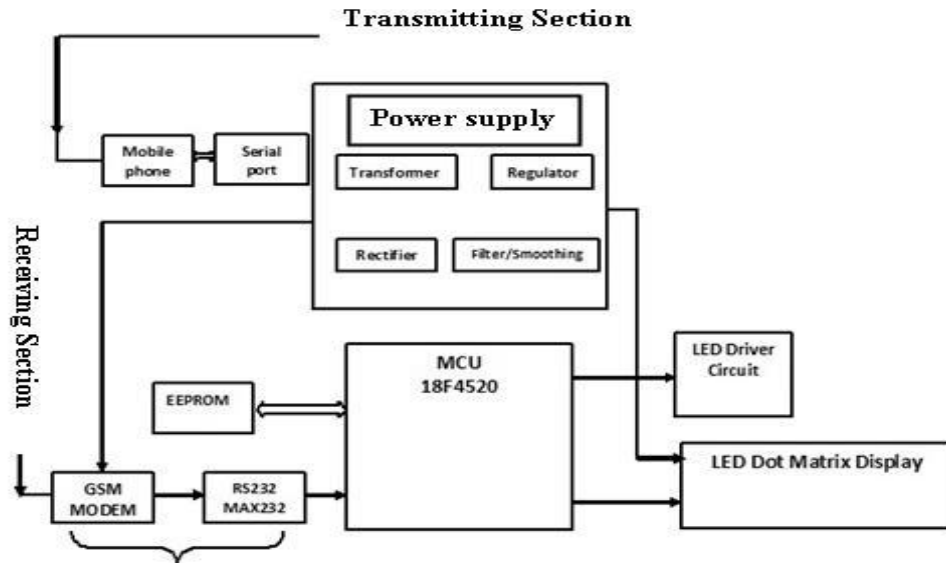 Transmitting Section
Power supply
Mobile
phone
Serial
port
Transformer
Regulator
Rectifier
Filter/Smoothing
Receiving Section
MCU
18F4520
LED Driver
Circuit
EEPROM
LED Dot Matrix Display
GSM
MODEM
RS232
MAX232